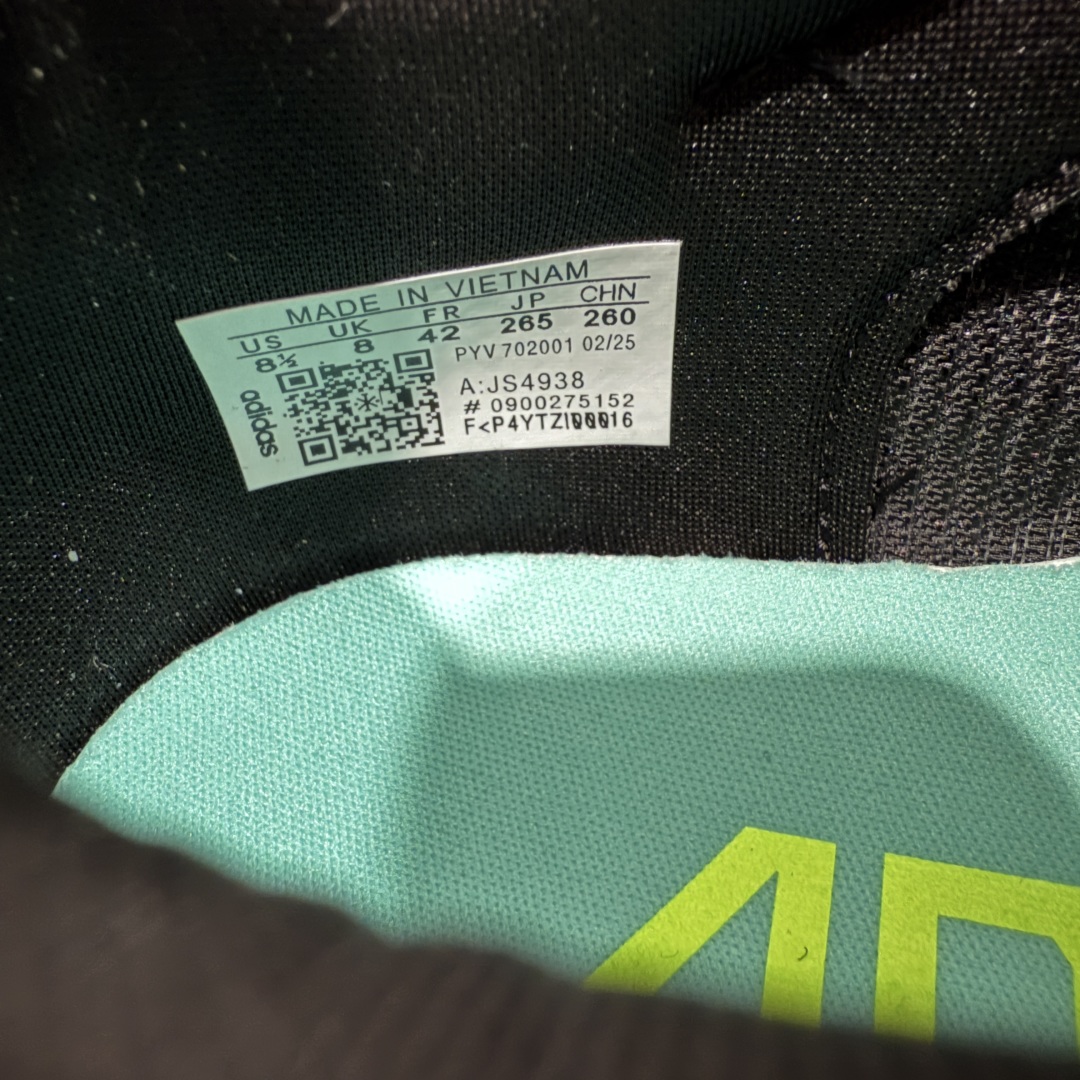 MADE IN VIETNAM
US UK FR JP CHN
8½ 8 42 265 260
PYV 702001 02/25
A:JS4938
# 0900275152
adidas